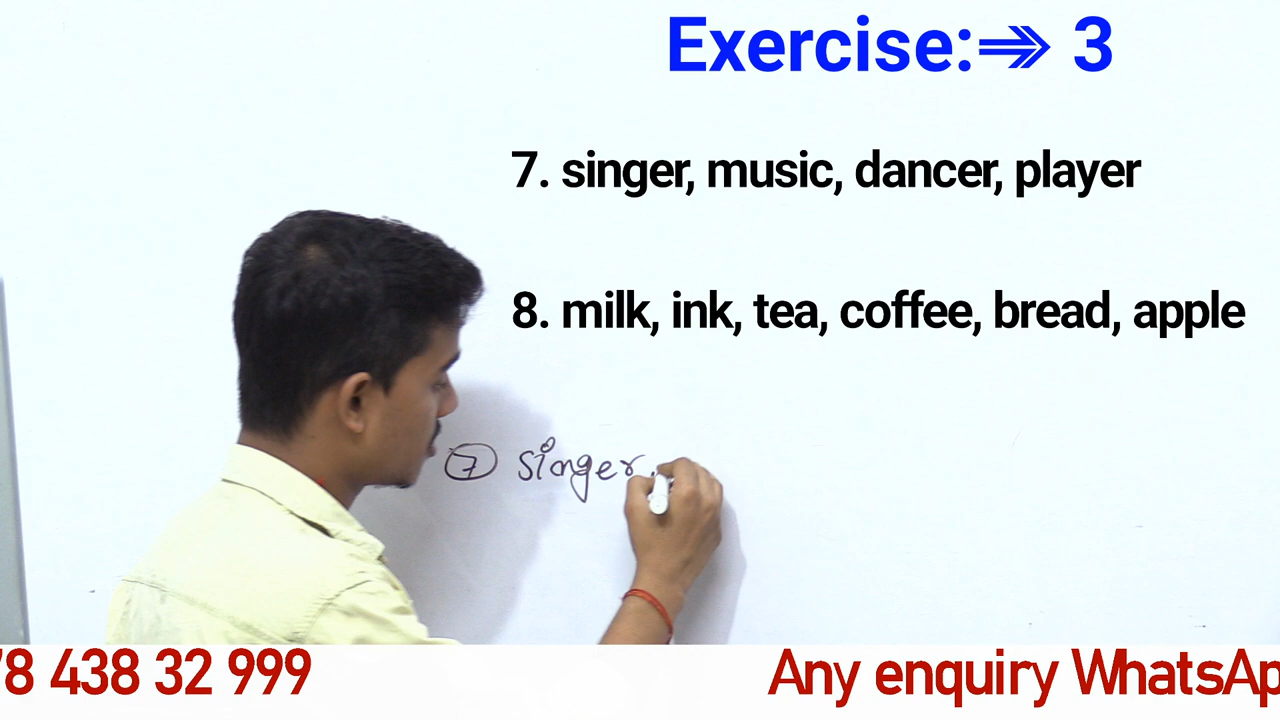 Exercise:⇛ 3
7. singer, music, dancer, player
8. milk, ink, tea, coffee, bread, apple
7 singer,
78 438 32 999 Any enquiry WhatsAp